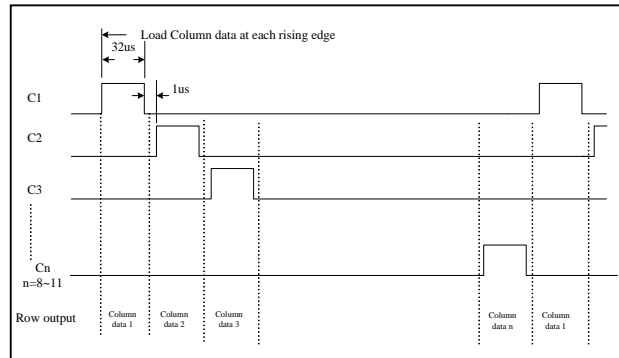 Load Column data at each rising edge
32us
1us
C1
C2
C3
Cn
n=8~11
Row output
Column data 1
Column data 2
Column data 3
Column data n
Column data 1